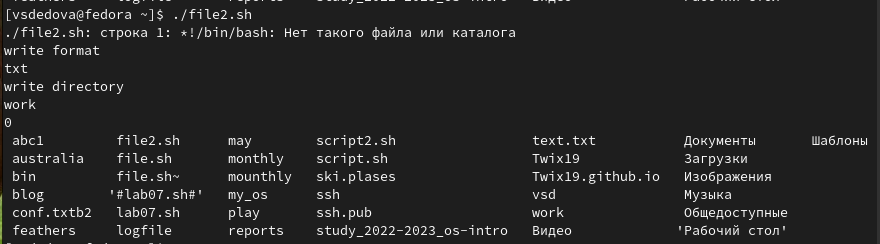 [vsdedova@fedora ~]$ ./file2.sh
./file2.sh: строка 1: *!/bin/bash: Нет такого файла или каталога
write format
txt
write directory
work
0
abc1 file2.sh may script2.sh text.txt Документы Шаблоны
australia file.sh monthly script.sh Twix19 Загрузки
bin file.sh~ mounthly ski.plases Twix19.github.io Изображения
blog '#lab07.sh#' my_os ssh vsd Музыка
conf.txtb2 lab07.sh play ssh.pub work Общедоступные
feathers logfile reports study_2022-2023_os-intro Видео 'Рабочий стол'